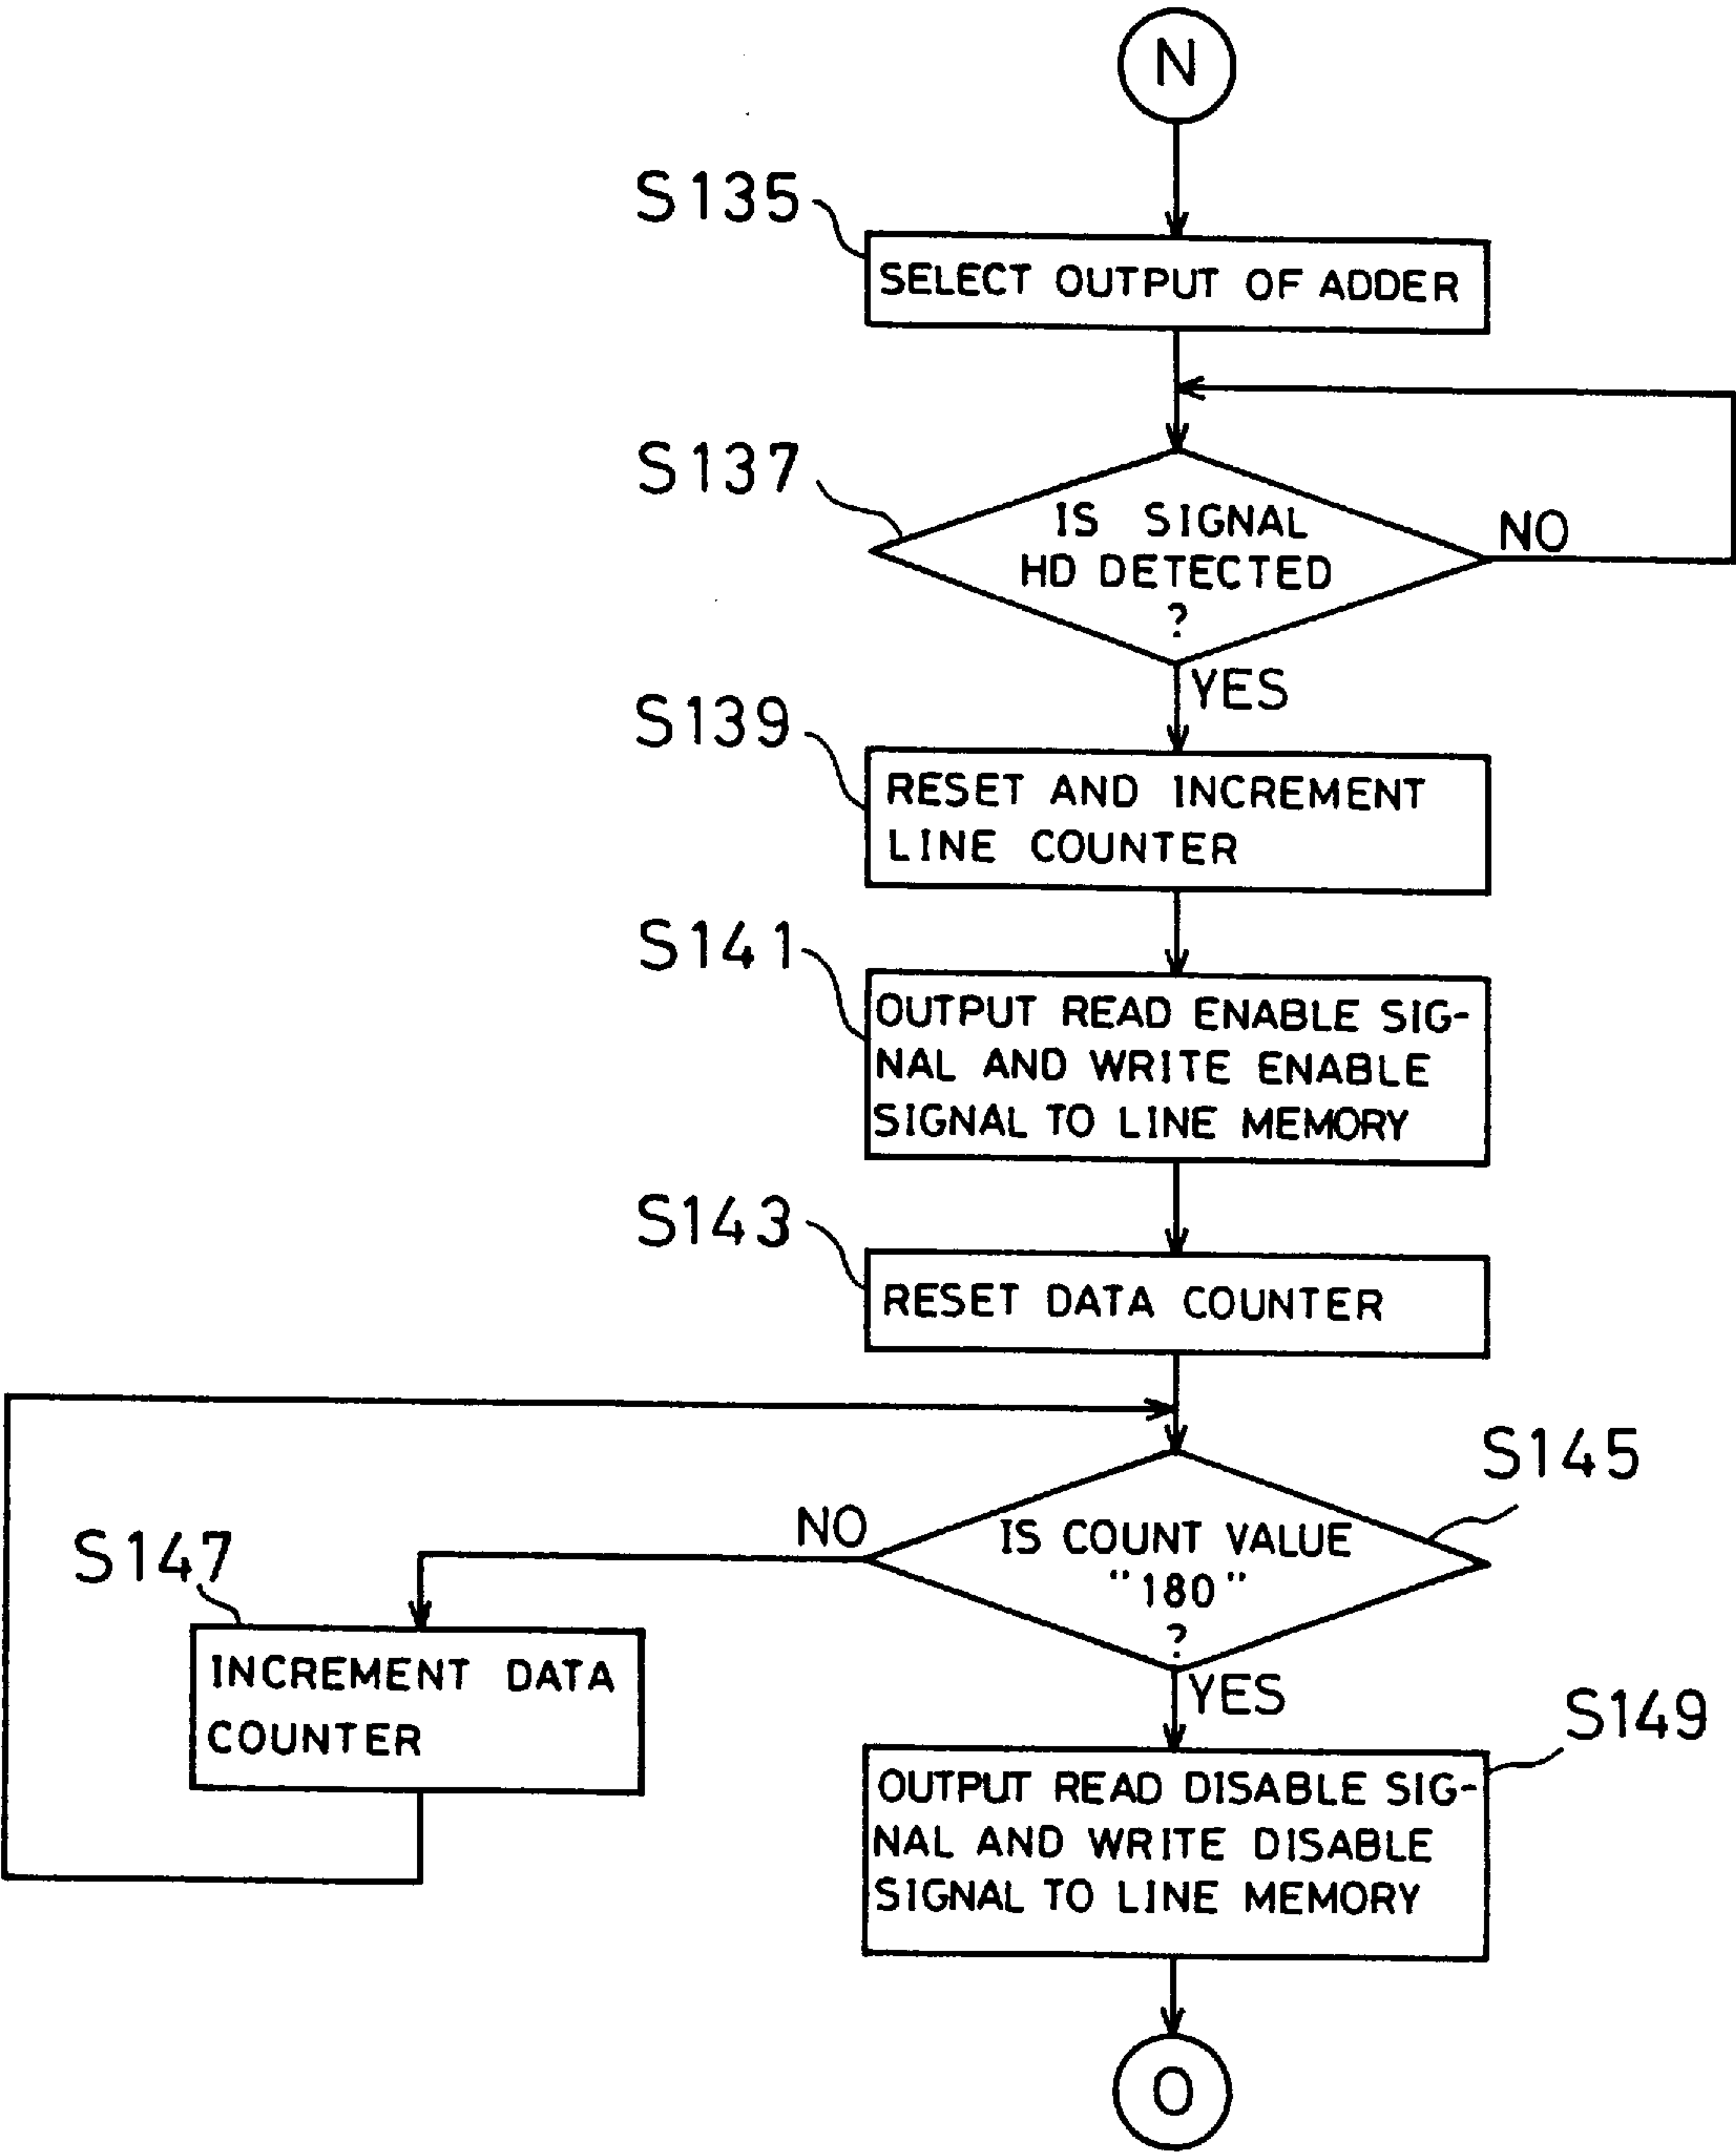 N
S135
SELECT OUTPUT OF ADDER
S137
IS SIGNAL
HD DETECTED
?
NO
YES
S139
RESET AND INCREMENT
LINE COUNTER
S141
OUTPUT READ ENABLE SIG-
NAL AND WRITE ENABLE
SIGNAL TO LINE MEMORY
S143
RESET DATA COUNTER
S145
IS COUNT VALUE
"180"
?
NO
S147
INCREMENT DATA
COUNTER
YES
S149
OUTPUT READ DISABLE SIG-
NAL AND WRITE DISABLE
SIGNAL TO LINE MEMORY
O